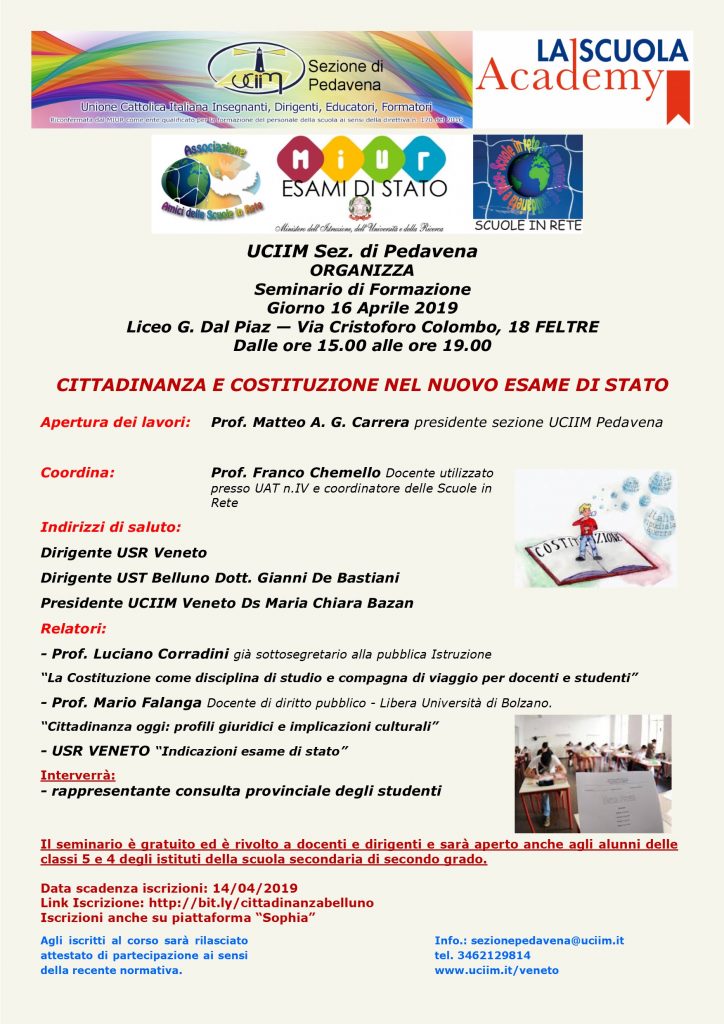 uciim
Sezione di
Pedavena
Unione Cattolica Italiana Insegnanti, Dirigenti, Educatori, Formatori
Riconfermata dal MIUR come ente qualificato per la formazione del personale della scuola ai sensi della direttiva n. 170 del 2016
LA SCUOLA
Academy
Associazione
Amici delle Scuole in Rete
MIUR
ESAMI DI STATO
Ministero dell'Istruzione, dell'Università e della Ricerca
SCUOLE IN RETE
UCIIM Sez. di Pedavena
ORGANIZZA
Seminario di Formazione
Giorno 16 Aprile 2019
Liceo G. Dal Piaz — Via Cristoforo Colombo, 18 FELTRE
Dalle ore 15.00 alle ore 19.00
CITTADINANZA E COSTITUZIONE NEL NUOVO ESAME DI STATO
Apertura dei lavori: Prof. Matteo A. G. Carrera presidente sezione UCIIM Pedavena
Coordina: Prof. Franco Chemello Docente utilizzato
presso UAT n.IV e coordinatore delle Scuole in
Rete
COSTITUZIONE
Indirizzi di saluto:
Dirigente USR Veneto
Dirigente UST Belluno Dott. Gianni De Bastiani
Presidente UCIIM Veneto Ds Maria Chiara Bazan
Relatori:
- Prof. Luciano Corradini già sottosegretario alla pubblica Istruzione
“La Costituzione come disciplina di studio e compagna di viaggio per docenti e studenti”
- Prof. Mario Falanga Docente di diritto pubblico - Libera Università di Bolzano.
“Cittadinanza oggi: profili giuridici e implicazioni culturali”
- USR VENETO “Indicazioni esame di stato”
Interverrà:
- rappresentante consulta provinciale degli studenti
Il seminario è gratuito ed è rivolto a docenti e dirigenti e sarà aperto anche agli alunni delle
classi 5 e 4 degli istituti della scuola secondaria di secondo grado.
Data scadenza iscrizioni: 14/04/2019
Link Iscrizione: http://bit.ly/cittadinanzabelluno
Iscrizioni anche su piattaforma “Sophia”
Agli iscritti al corso sarà rilasciato
attestato di partecipazione ai sensi
della recente normativa.
Info.: sezionepedavena@uciim.it
tel. 3462129814
www.uciim.it/veneto